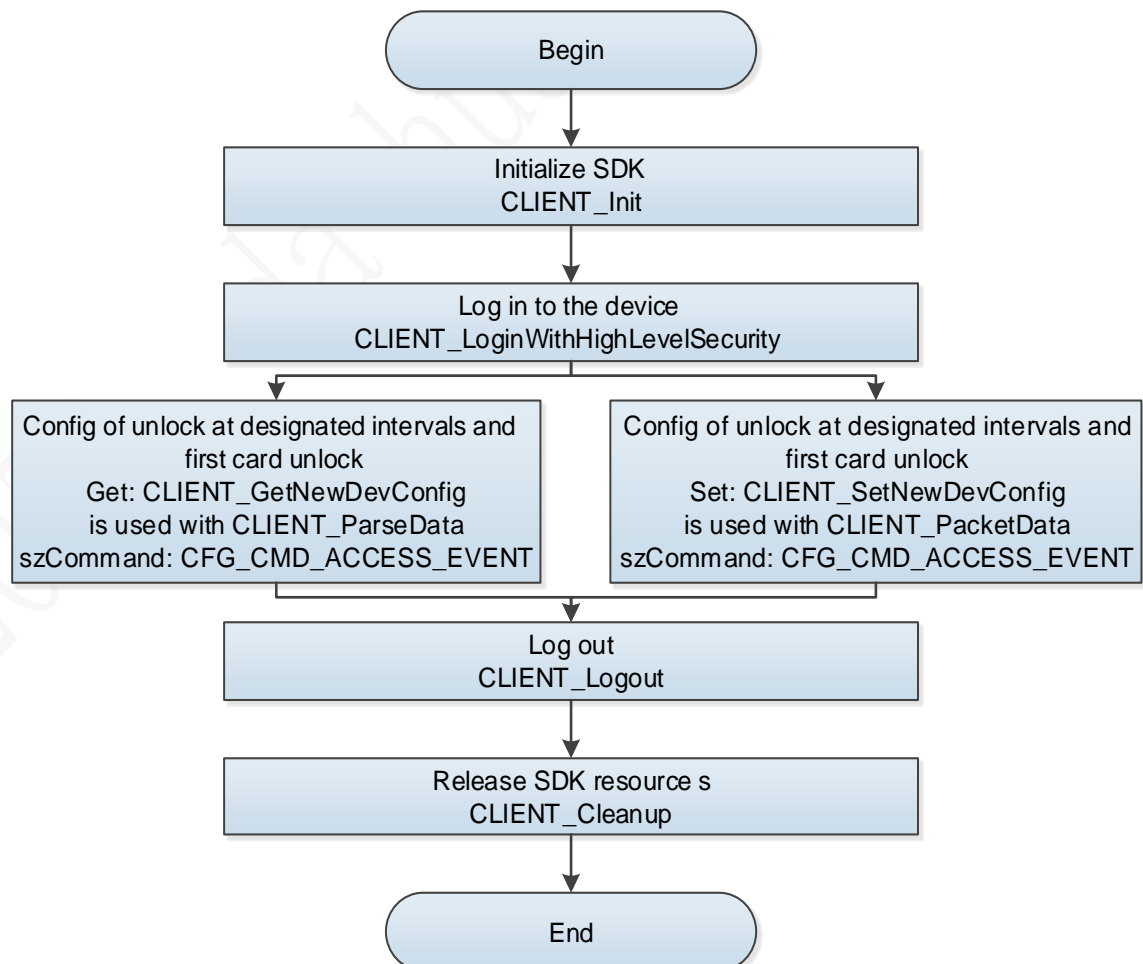 Begin
Initialize SDK
CLIENT_Init
Log in to the device
CLIENT_LoginWithHighLevelSecurity
Config of unlock at designated intervals and
first card unlock
Get: CLIENT_GetNewDevConfig
is used with CLIENT_ParseData
szCommand: CFG_CMD_ACCESS_EVENT
Config of unlock at designated intervals and
first card unlock
Set: CLIENT_SetNewDevConfig
is used with CLIENT_PacketData
szCommand: CFG_CMD_ACCESS_EVENT
Log out
CLIENT_Logout
Release SDK resource s
CLIENT_Cleanup
End